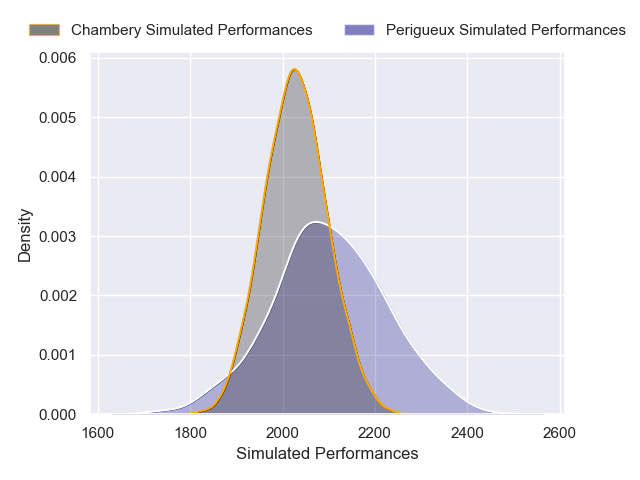 Chambery Simulated Performances Perigueux Simulated Performances
0.006
0.005
0.004
0.003
0.002
0.001
0.000
Density
1600 1800 2000 2200 2400 2600
Simulated Performances